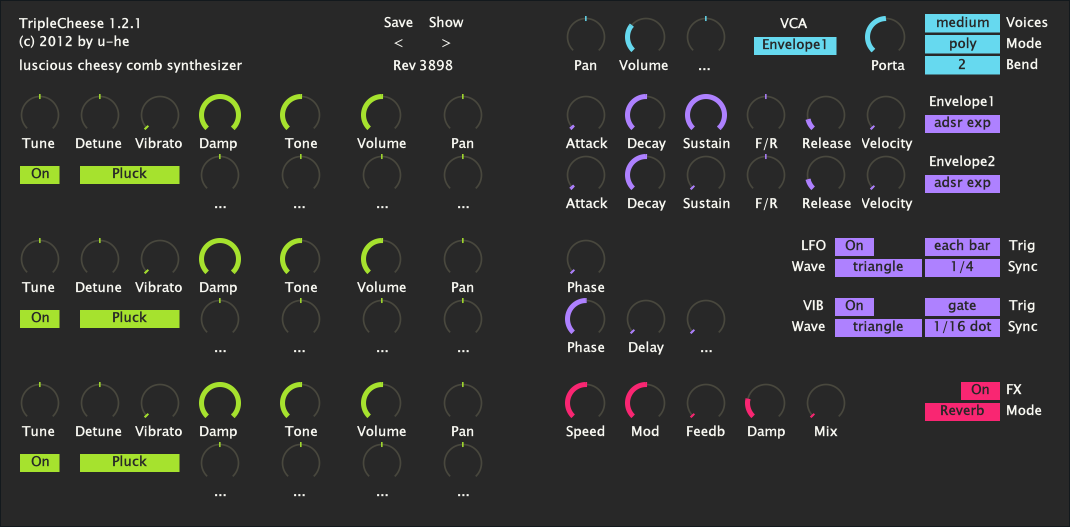 TripleCheese 1.2.1
(c) 2012 by u-he
luscious cheesy comb synthesizer
Save Show
< >
Rev 3898
Pan Volume ...
VCA
Envelope1
Porta
medium Voices
poly Mode
2 Bend
Tune Detune Vibrato Damp Tone Volume Pan
On Pluck
... ... ... ...
Attack Decay Sustain F/R Release Velocity
Envelope1
adsr exp
Attack Decay Sustain F/R Release Velocity
Envelope2
adsr exp
Tune Detune Vibrato Damp Tone Volume Pan
On Pluck
... ... ... ...
Phase
LFO On each bar Trig
Wave triangle 1/4 Sync
Phase Delay ...
VIB On gate Trig
Wave triangle 1/16 dot Sync
Tune Detune Vibrato Damp Tone Volume Pan
On Pluck
... ... ... ...
Speed Mod Feedb Damp Mix
On FX
Reverb Mode